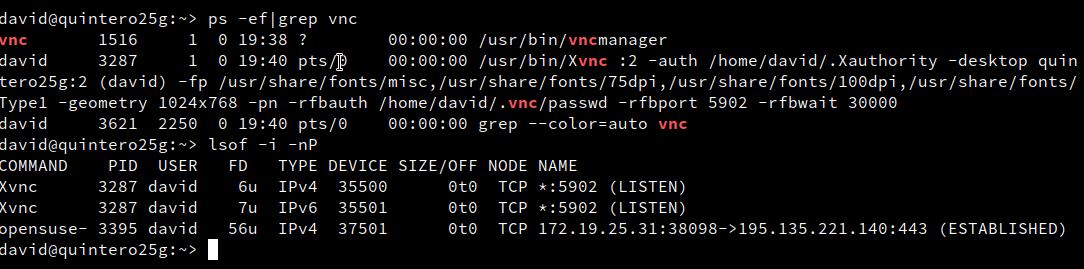 david@quintero25g:~> ps -ef|grep vnc
vnc       1516     1  0 19:38 ?        00:00:00 /usr/bin/vncmanager
david     3287     1  0 19:40 pts/0    00:00:00 /usr/bin/Xvnc :2 -auth /home/david/.Xauthority -desktop quin
tero25g:2 (david) -fp /usr/share/fonts/misc,/usr/share/fonts/75dpi,/usr/share/fonts/100dpi,/usr/share/fonts/
Type1 -geometry 1024x768 -pn -rfbauth /home/david/.vnc/passwd -rfbport 5902 -rfbwait 30000
david     3621  2250  0 19:40 pts/0    00:00:00 grep --color=auto vnc
david@quintero25g:~> lsof -i -nP
COMMAND    PID  USER   FD   TYPE DEVICE SIZE/OFF NODE NAME
Xvnc      3287 david    6u  IPv4  35500      0t0  TCP *:5902 (LISTEN)
Xvnc      3287 david    7u  IPv6  35501      0t0  TCP *:5902 (LISTEN)
opensuse- 3395 david   56u  IPv4  37501      0t0  TCP 172.19.25.31:38098->195.135.221.140:443 (ESTABLISHED)
david@quintero25g:~>